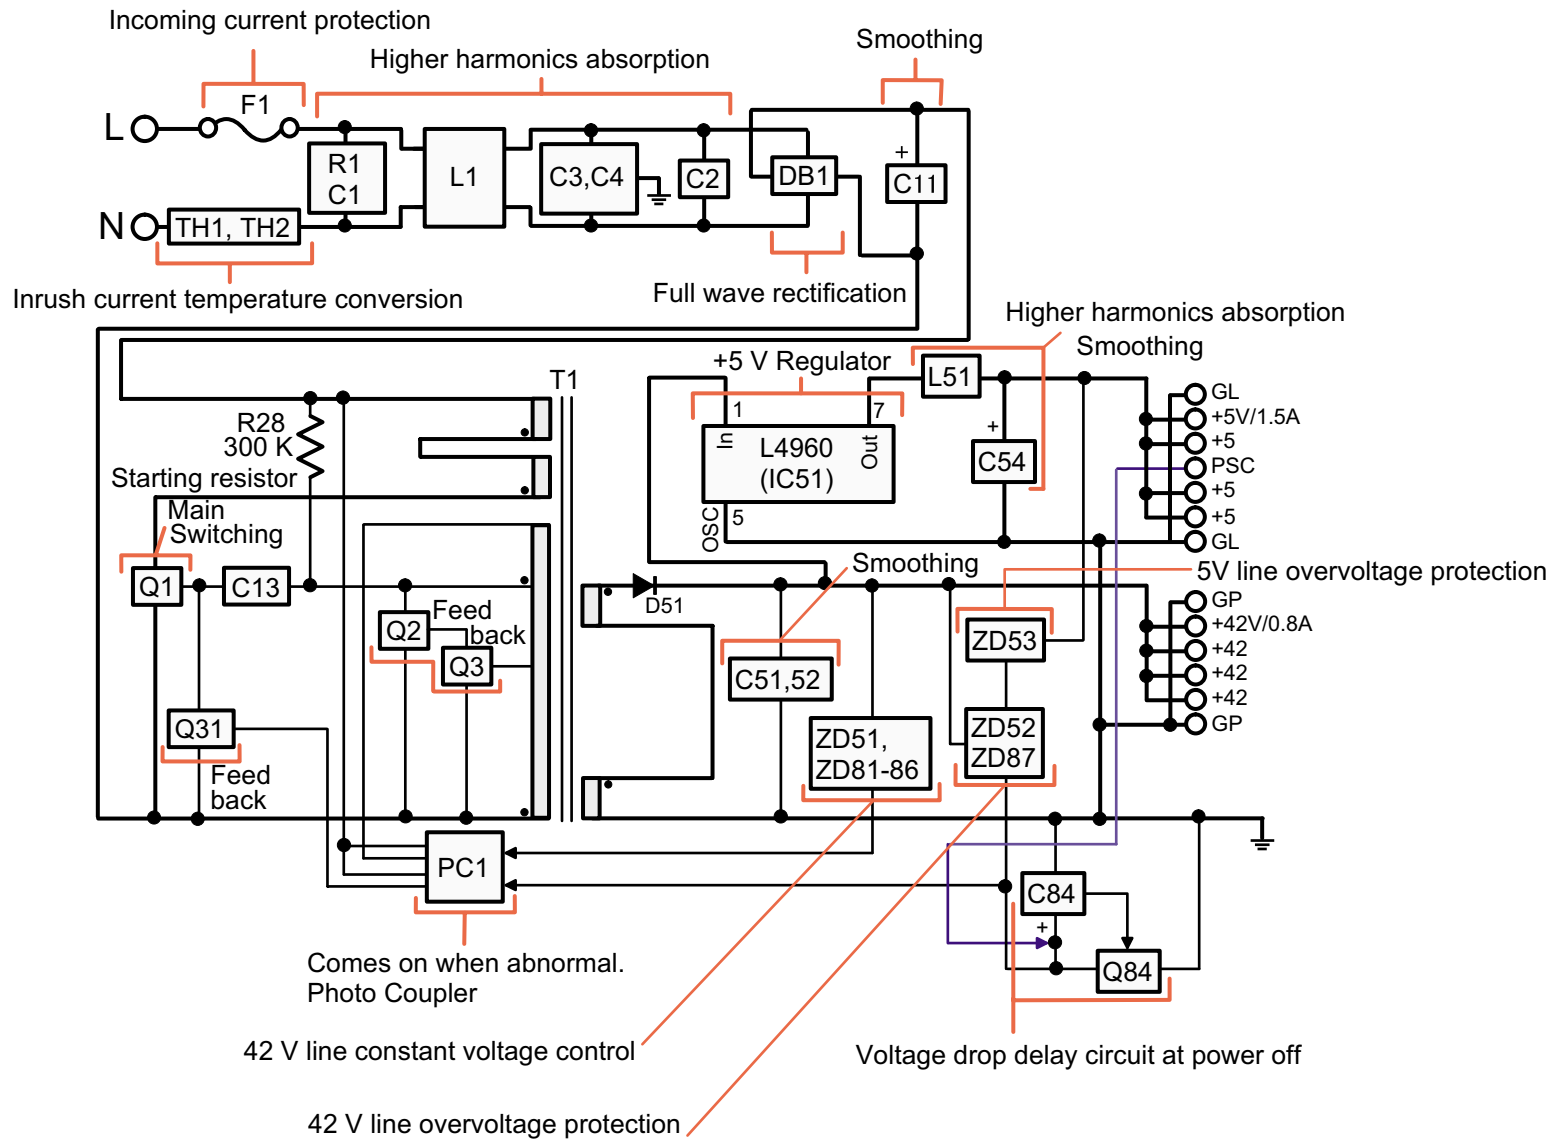 Incoming current protection
Higher harmonics absorption
Smoothing
F1
L
R1
C1
L1
C3,C4
C2
DB1
+
C11
N
TH1, TH2
Inrush current temperature conversion
Full wave rectification
Higher harmonics absorption
Smoothing
+5 V Regulator
L51
T1
R28
300 K
Starting resistor
Main
Switching
1
7
In
Out
L4960
(IC51)
OSC
5
+
C54
GL
+5V/1.5A
+5
PSC
+5
+5
GL
Smoothing
5V line overvoltage protection
Q1
C13
D51
Q2
Feed
back
Q3
ZD53
GP
+42V/0.8A
+42
+42
+42
GP
C51,52
Q31
Feed
back
ZD51,
ZD81-86
ZD52
ZD87
PC1
C84
+
Q84
Comes on when abnormal.
Photo Coupler
42 V line constant voltage control
Voltage drop delay circuit at power off
42 V line overvoltage protection